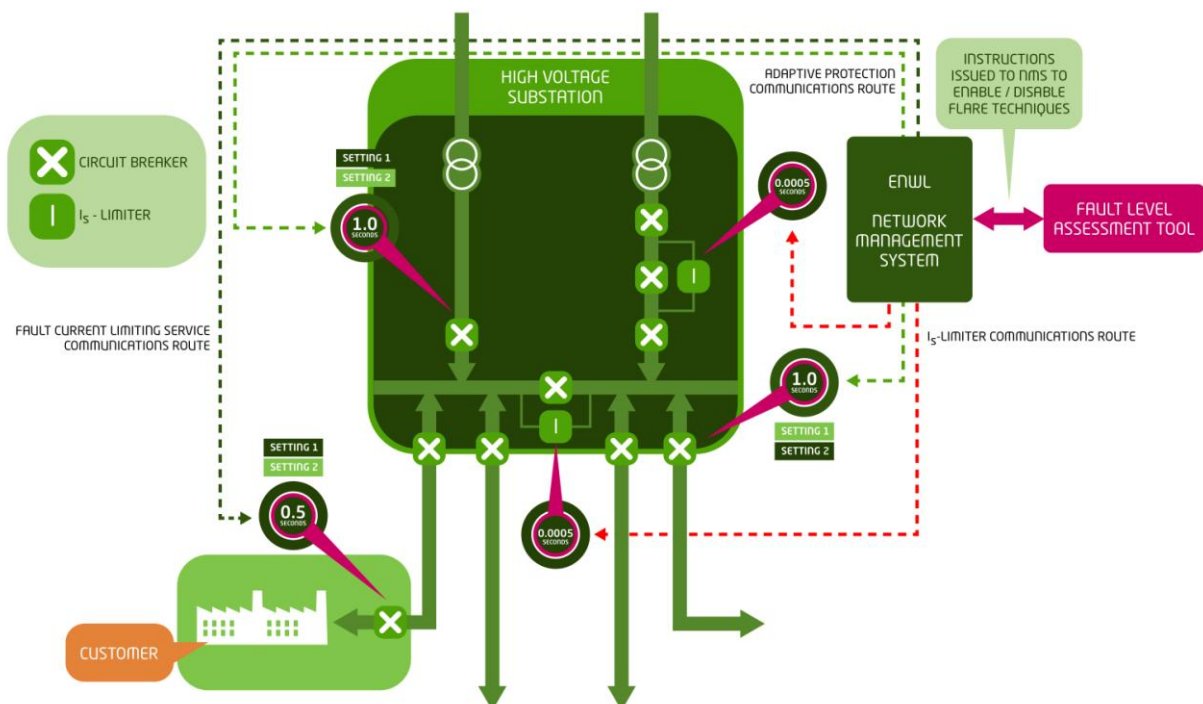 HIGH VOLTAGE
SUBSTATION
ADAPTIVE PROTECTION
COMMUNICATIONS ROUTE
INSTRUCTIONS
ISSUED TO NMS TO
ENABLE / DISABLE
FLARE TECHNIQUES
CIRCUIT BREAKER
Is - LIMITER
SETTING 1
SETTING 2
1.0
SECONDS
0.0005
SECONDS
ENWL
NETWORK
MANAGEMENT
SYSTEM
FAULT LEVEL
ASSESSMENT TOOL
FAULT CURRENT LIMITING SERVICE
COMMUNICATIONS ROUTE
Is-LIMITER COMMUNICATIONS ROUTE
1.0
SECONDS
SETTING 1
SETTING 2
SETTING 1
SETTING 2
0.5
SECONDS
0.0005
SECONDS
CUSTOMER